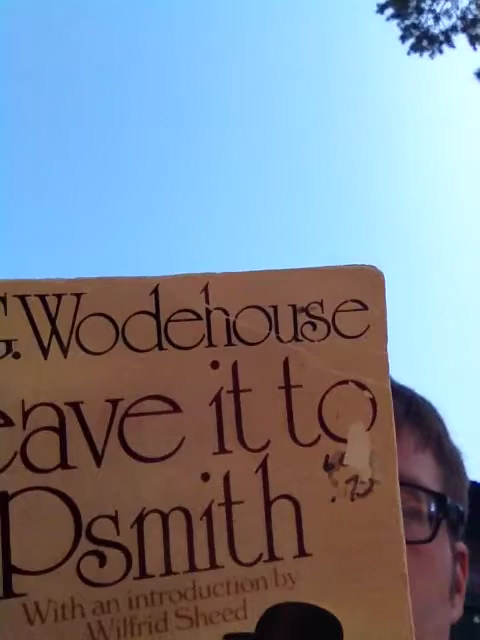 G. Wodehouse
eave it to
Psmith
With an introduction by
Wilfrid Sheed